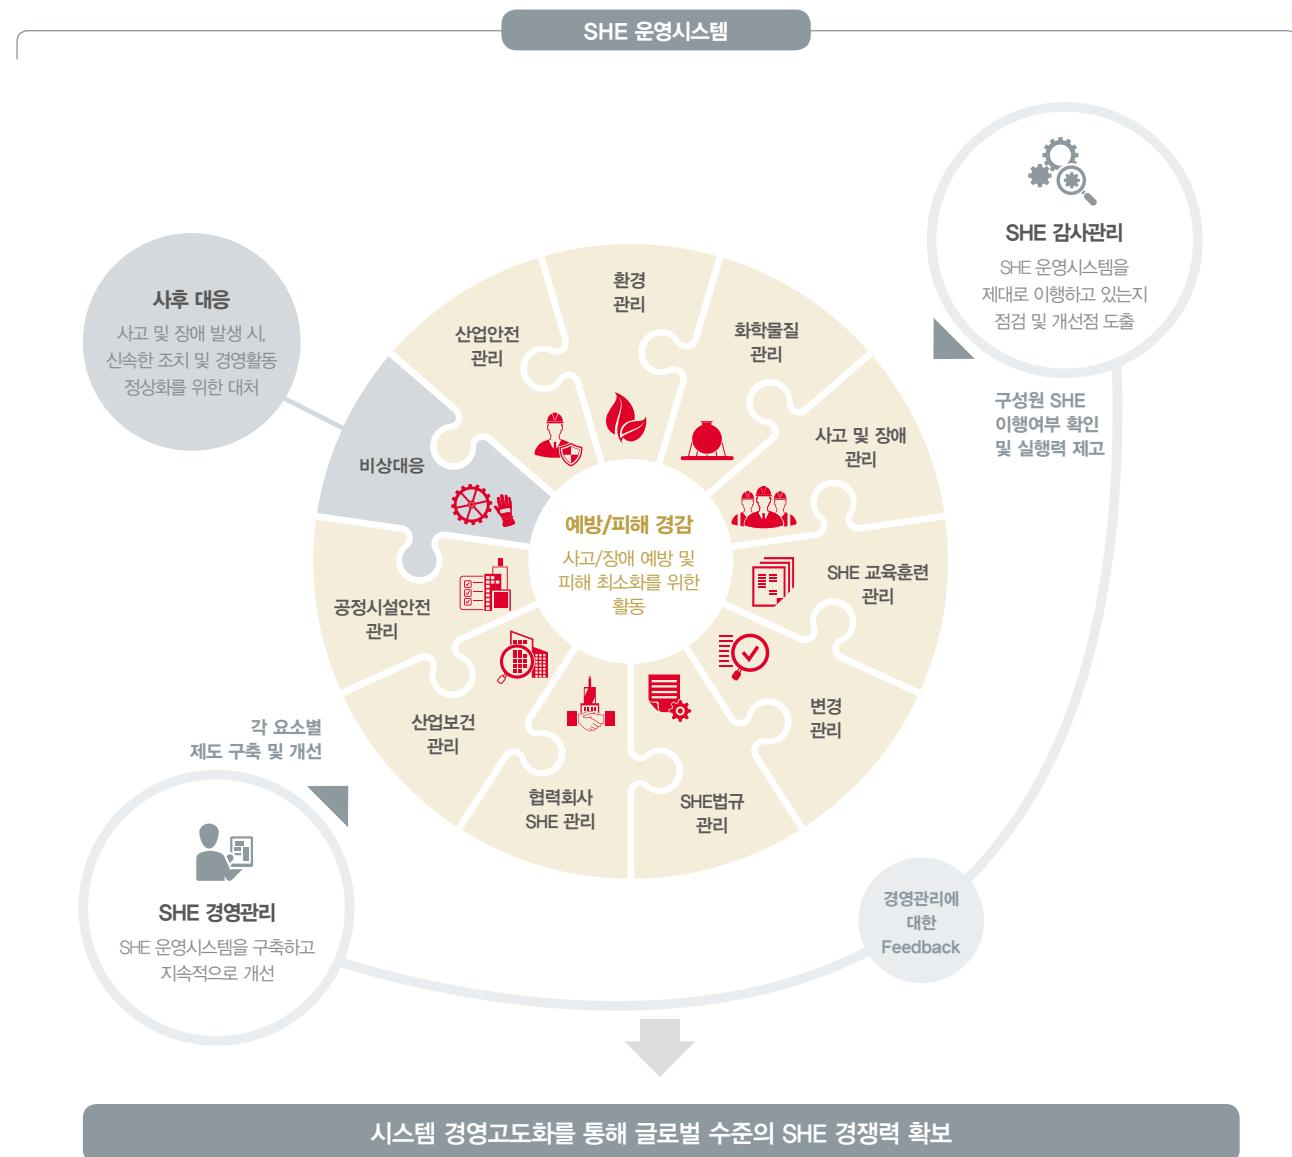 SHE 운영시스템
SHE 감사관리
SHE 운영시스템을
제대로 이행하고 있는지
점검 및 개선점 도출
구성원 SHE
이행여부 확인
및 실행력 제고
사후 대응
사고 및 장애 발생 시,
신속한 조치 및 경영활동
정상화를 위한 대처
환경
관리
화학물질
관리
사고 및 장애
관리
SHE 교육훈련
관리
변경
관리
SHE법규
관리
협력회사
SHE 관리
산업보건
관리
공정시설안전
관리
비상대응
산업안전
관리
예방/피해 경감
사고/장애 예방 및
피해 최소화를 위한
활동
각 요소별
제도 구축 및 개선
SHE 경영관리
SHE 운영시스템을 구축하고
지속적으로 개선
경영관리에
대한
Feedback
시스템 경영고도화를 통해 글로벌 수준의 SHE 경쟁력 확보